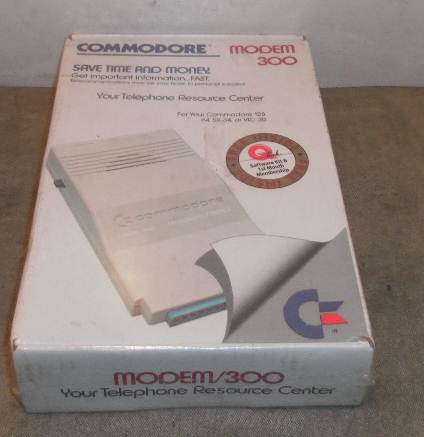 COMMODORE
MODEM
300
SAVE TIME AND MONEY.
Get important information...FAST.
Your Telephone Resource Center
For Your Commodore 128
64 SX-64, or VIC-20
Q
Software Kit &
1st Month
Membership
commodore
MODEM/300
Your Telephone Resource Center